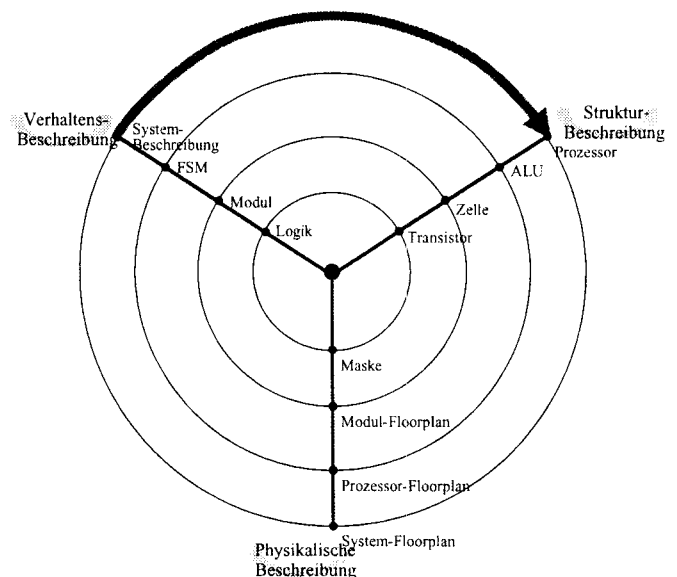 Verhaltens-
Beschreibung
System-
Beschreibung
FSM
Modul
Logik
Struktur-
Beschreibung
Prozessor
ALU
Zelle
Transistor
Maske
Modul-Floorplan
Prozessor-Floorplan
System-Floorplan
Physikalische
Beschreibung